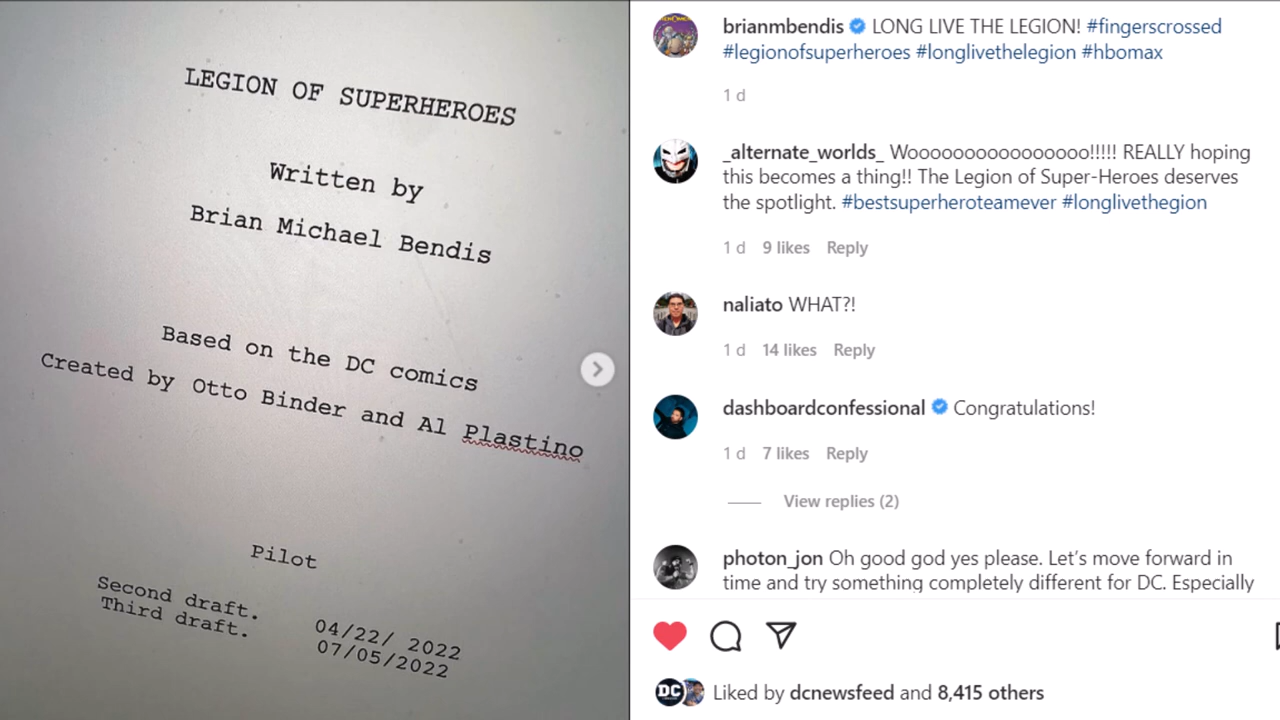 LEGION OF SUPERHEROES
Written by
Brian Michael Bendis
Based on the DC comics
Created by Otto Binder and Al Plastino
Pilot
Second draft. 04/22/ 2022
Third draft. 07/05/2022
brianmbendis LONG LIVE THE LEGION! #fingerscrossed
#legionofsuperheroes #longlivethelegion #hbomax
1 d
_alternate_worlds_ Woooooooooooooooo!!!!! REALLY hoping
this becomes a thing!! The Legion of Super-Heroes deserves
the spotlight. #bestsuperheroteamever #longlivethegion
1 d 9 likes Reply
naliato WHAT?!
1 d 14 likes Reply
dashboardconfessional Congratulations!
1 d 7 likes Reply
View replies (2)
photon_jon Oh good god yes please. Let’s move forward in
time and try something completely different for DC. Especially
DC Liked by dcnewsfeed and 8,415 others